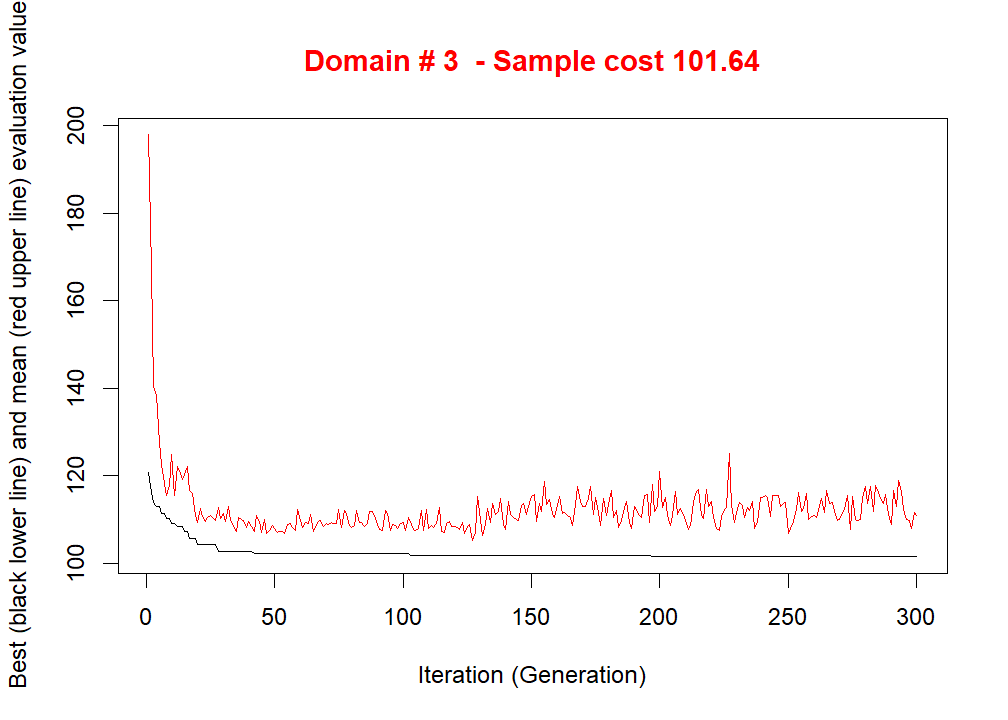 Domain # 3  - Sample cost 101.64
Best (black lower line) and mean (red upper line) evaluation value
200
180
160
140
120
100
0 50 100 150 200 250 300
Iteration (Generation)